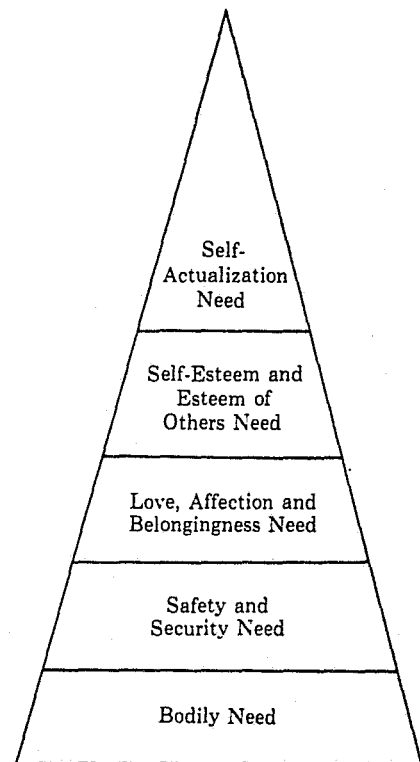 Self-
Actualization
Need
Self-Esteem and
Esteem of
Others Need
Love, Affection and
Belongingness Need
Safety and
Security Need
Bodily Need